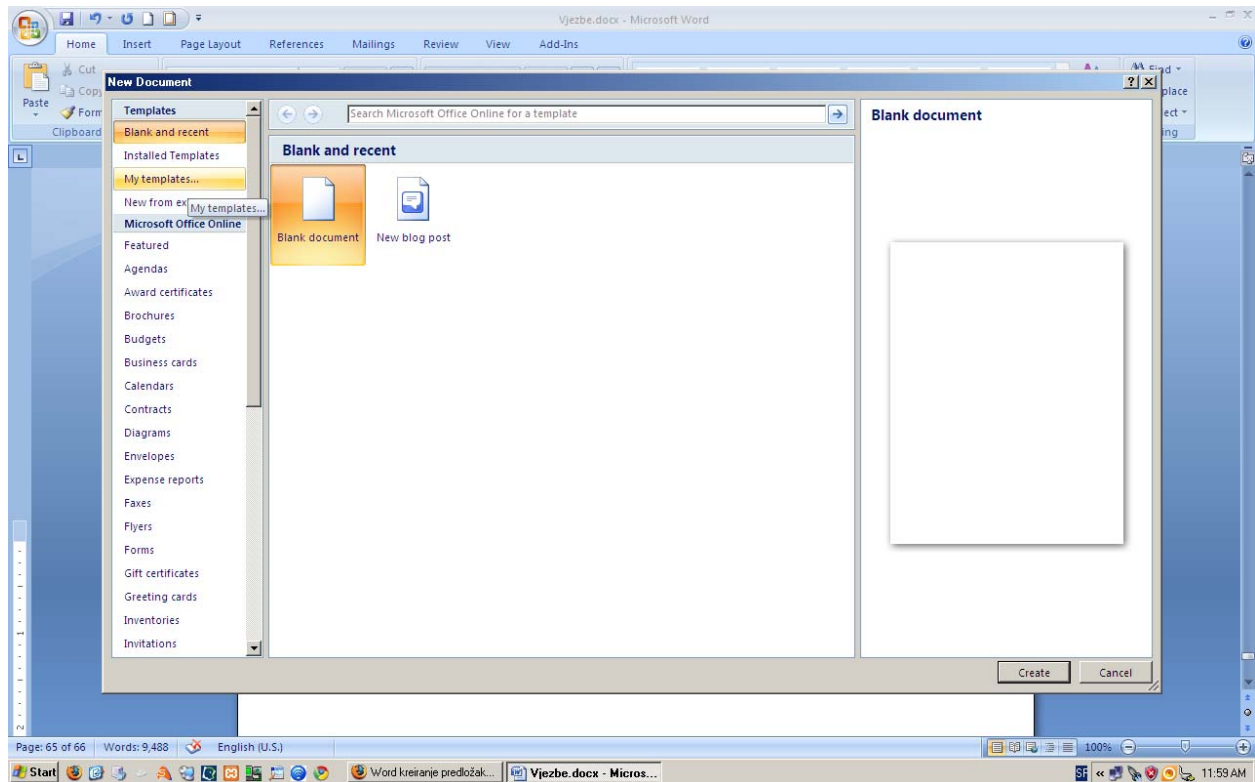 Vjezbe.docx - Microsoft Word
Home Insert Page Layout References Mailings Review View Add-Ins
Cut
Paste
Clipboard
New Document
Templates
Blank and recent
Installed Templates
My templates...
New from ex
My templates...
Microsoft Office Online
Featured
Agendas
Award certificates
Brochures
Budgets
Business cards
Calendars
Contracts
Diagrams
Envelopes
Expense reports
Faxes
Flyers
Forms
Gift certificates
Greeting cards
Inventories
Invitations
Search Microsoft Office Online for a template
Blank and recent
Blank document New blog post
Blank document
Create Cancel
Page: 65 of 66 Words: 9,488 English (U.S.) 100%
Start Word kreiranje predložak... Vjezbe.docx - Micros... SF « 11:59 AM